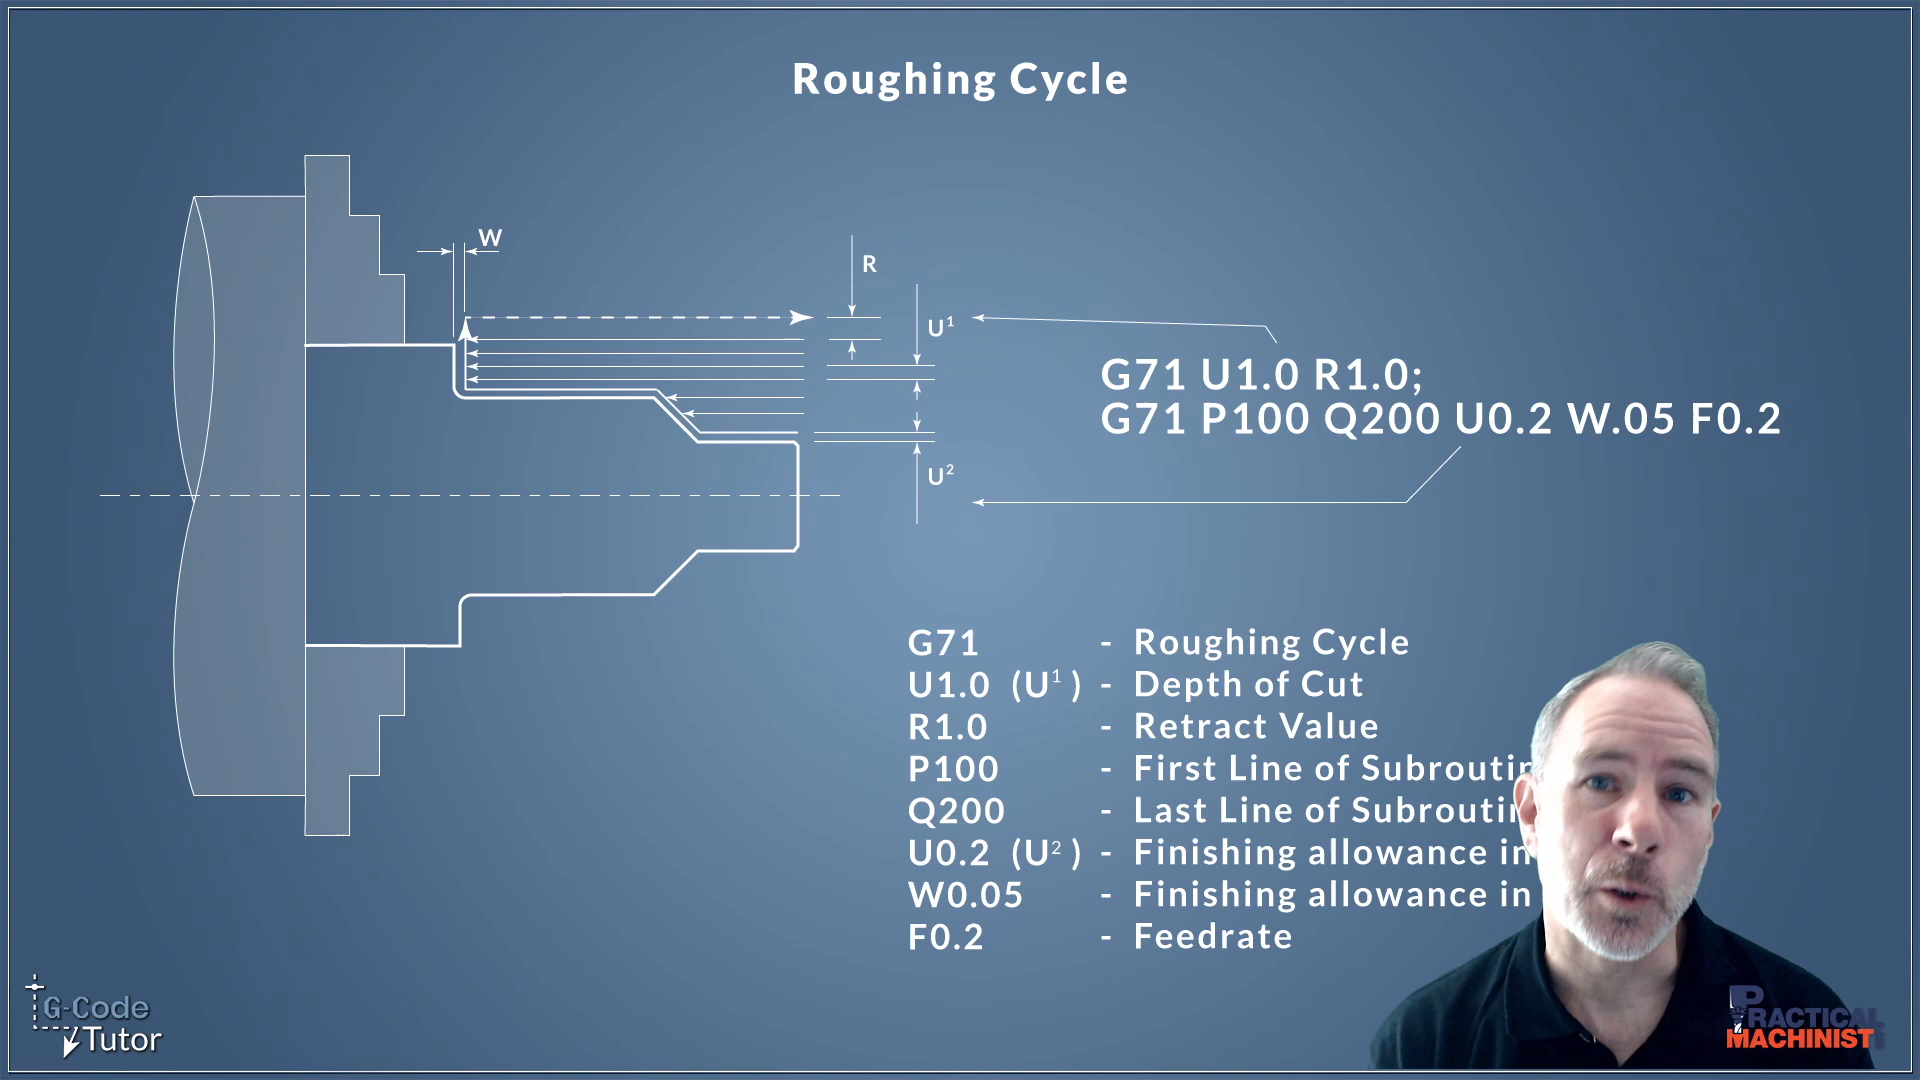 Roughing Cycle
W
R
U¹
G71 U1.0 R1.0;
G71 P100 Q200 U0.2 W.05 F0.2
U²
G71 - Roughing Cycle
U1.0 (U¹ ) - Depth of Cut
R1.0 - Retract Value
P100 - First Line of
Q200 - Last Line of
U0.2 (U² ) - Finishing allowance in
W0.05 - Finishing allowance in
F0.2 - Feedrate
G-Code
Tutor
PRACTICAL
MACHINIST